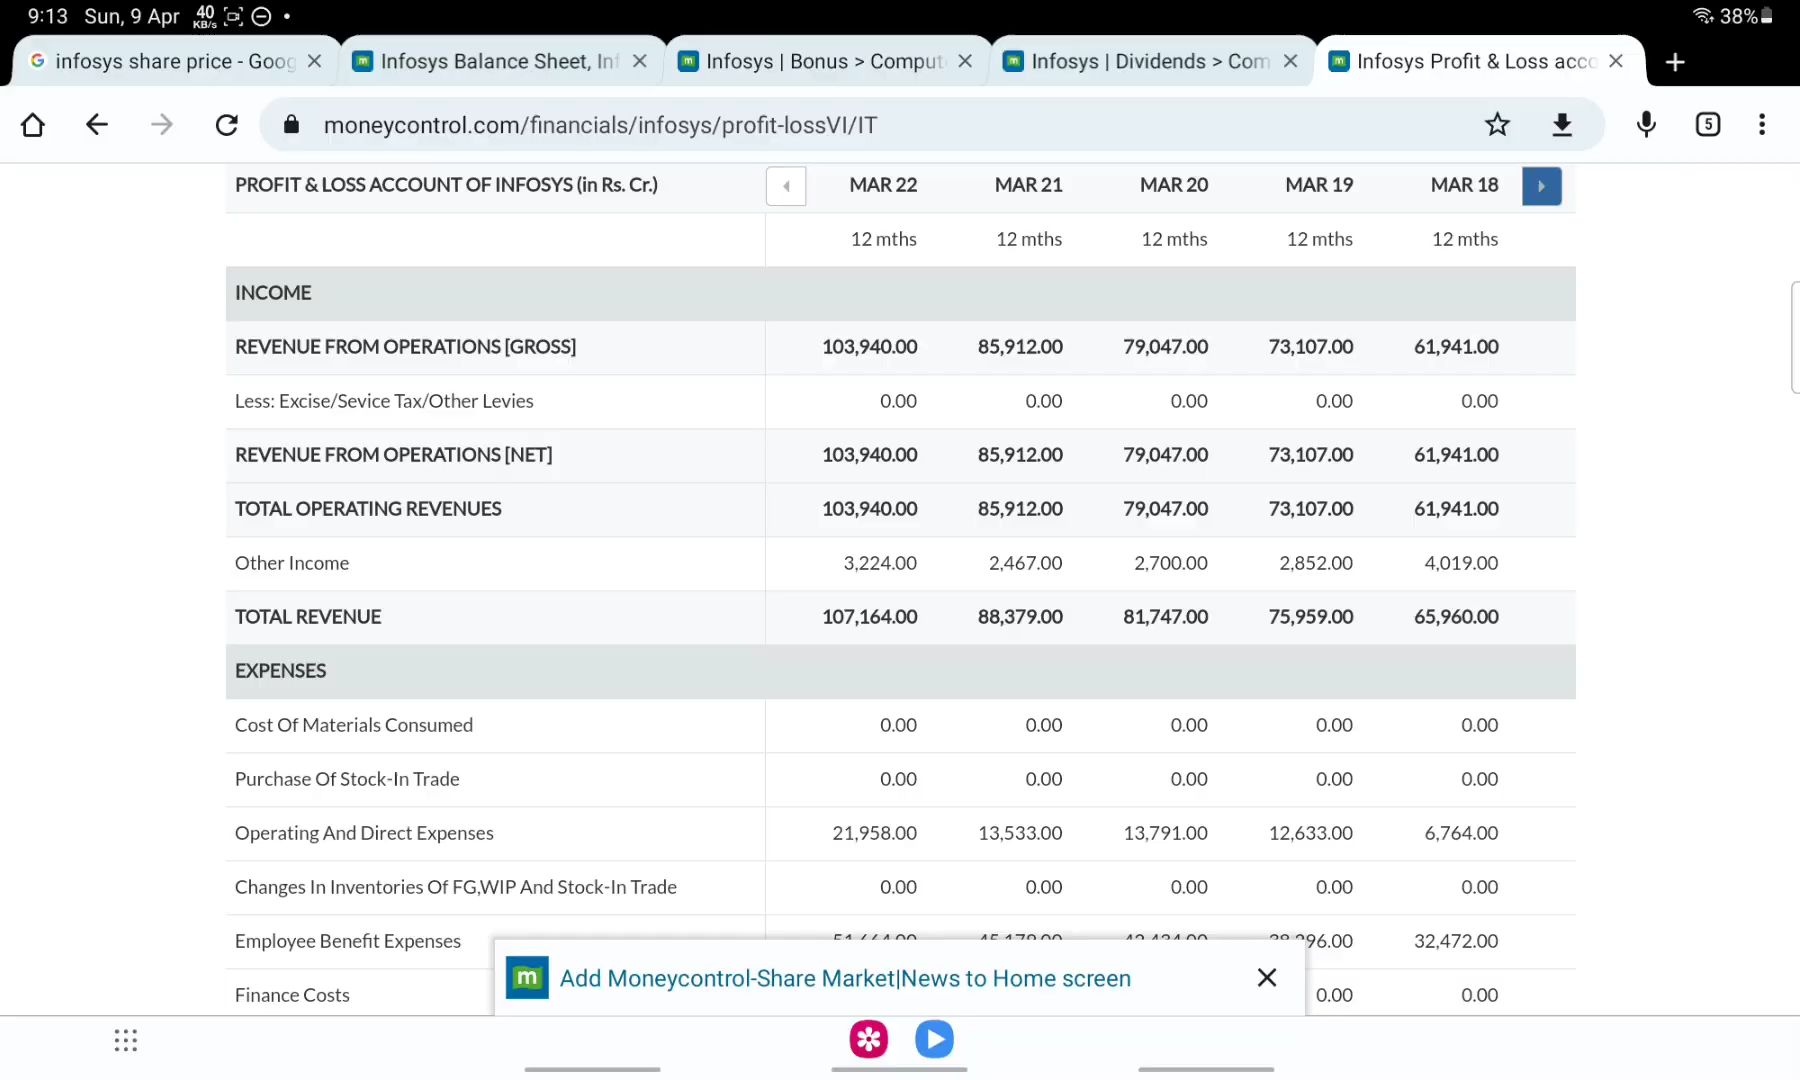 9:13 Sun, 9 Apr 40 KB/s
38%
infosys share price - Goog
Infosys Balance Sheet, Inf
Infosys | Bonus > Comput
Infosys | Dividends > Com
Infosys Profit & Loss acco
moneycontrol.com/financials/infosys/profit-lossVI/IT
5
PROFIT & LOSS ACCOUNT OF INFOSYS (in Rs. Cr.) MAR 22 MAR 21 MAR 20 MAR 19 MAR 18
12 mths 12 mths 12 mths 12 mths 12 mths
INCOME
REVENUE FROM OPERATIONS [GROSS] 103,940.00 85,912.00 79,047.00 73,107.00 61,941.00
Less: Excise/Sevice Tax/Other Levies 0.00 0.00 0.00 0.00 0.00
REVENUE FROM OPERATIONS [NET] 103,940.00 85,912.00 79,047.00 73,107.00 61,941.00
TOTAL OPERATING REVENUES 103,940.00 85,912.00 79,047.00 73,107.00 61,941.00
Other Income 3,224.00 2,467.00 2,700.00 2,852.00 4,019.00
TOTAL REVENUE 107,164.00 88,379.00 81,747.00 75,959.00 65,960.00
EXPENSES
Cost Of Materials Consumed 0.00 0.00 0.00 0.00 0.00
Purchase Of Stock-In Trade 0.00 0.00 0.00 0.00 0.00
Operating And Direct Expenses 21,958.00 13,533.00 13,791.00 12,633.00 6,764.00
Changes In Inventories Of FG,WIP And Stock-In Trade 0.00 0.00 0.00 0.00 0.00
Employee Benefit Expenses 32,472.00
Finance Costs 0.00 0.00
m Add Moneycontrol-Share Market|News to Home screen